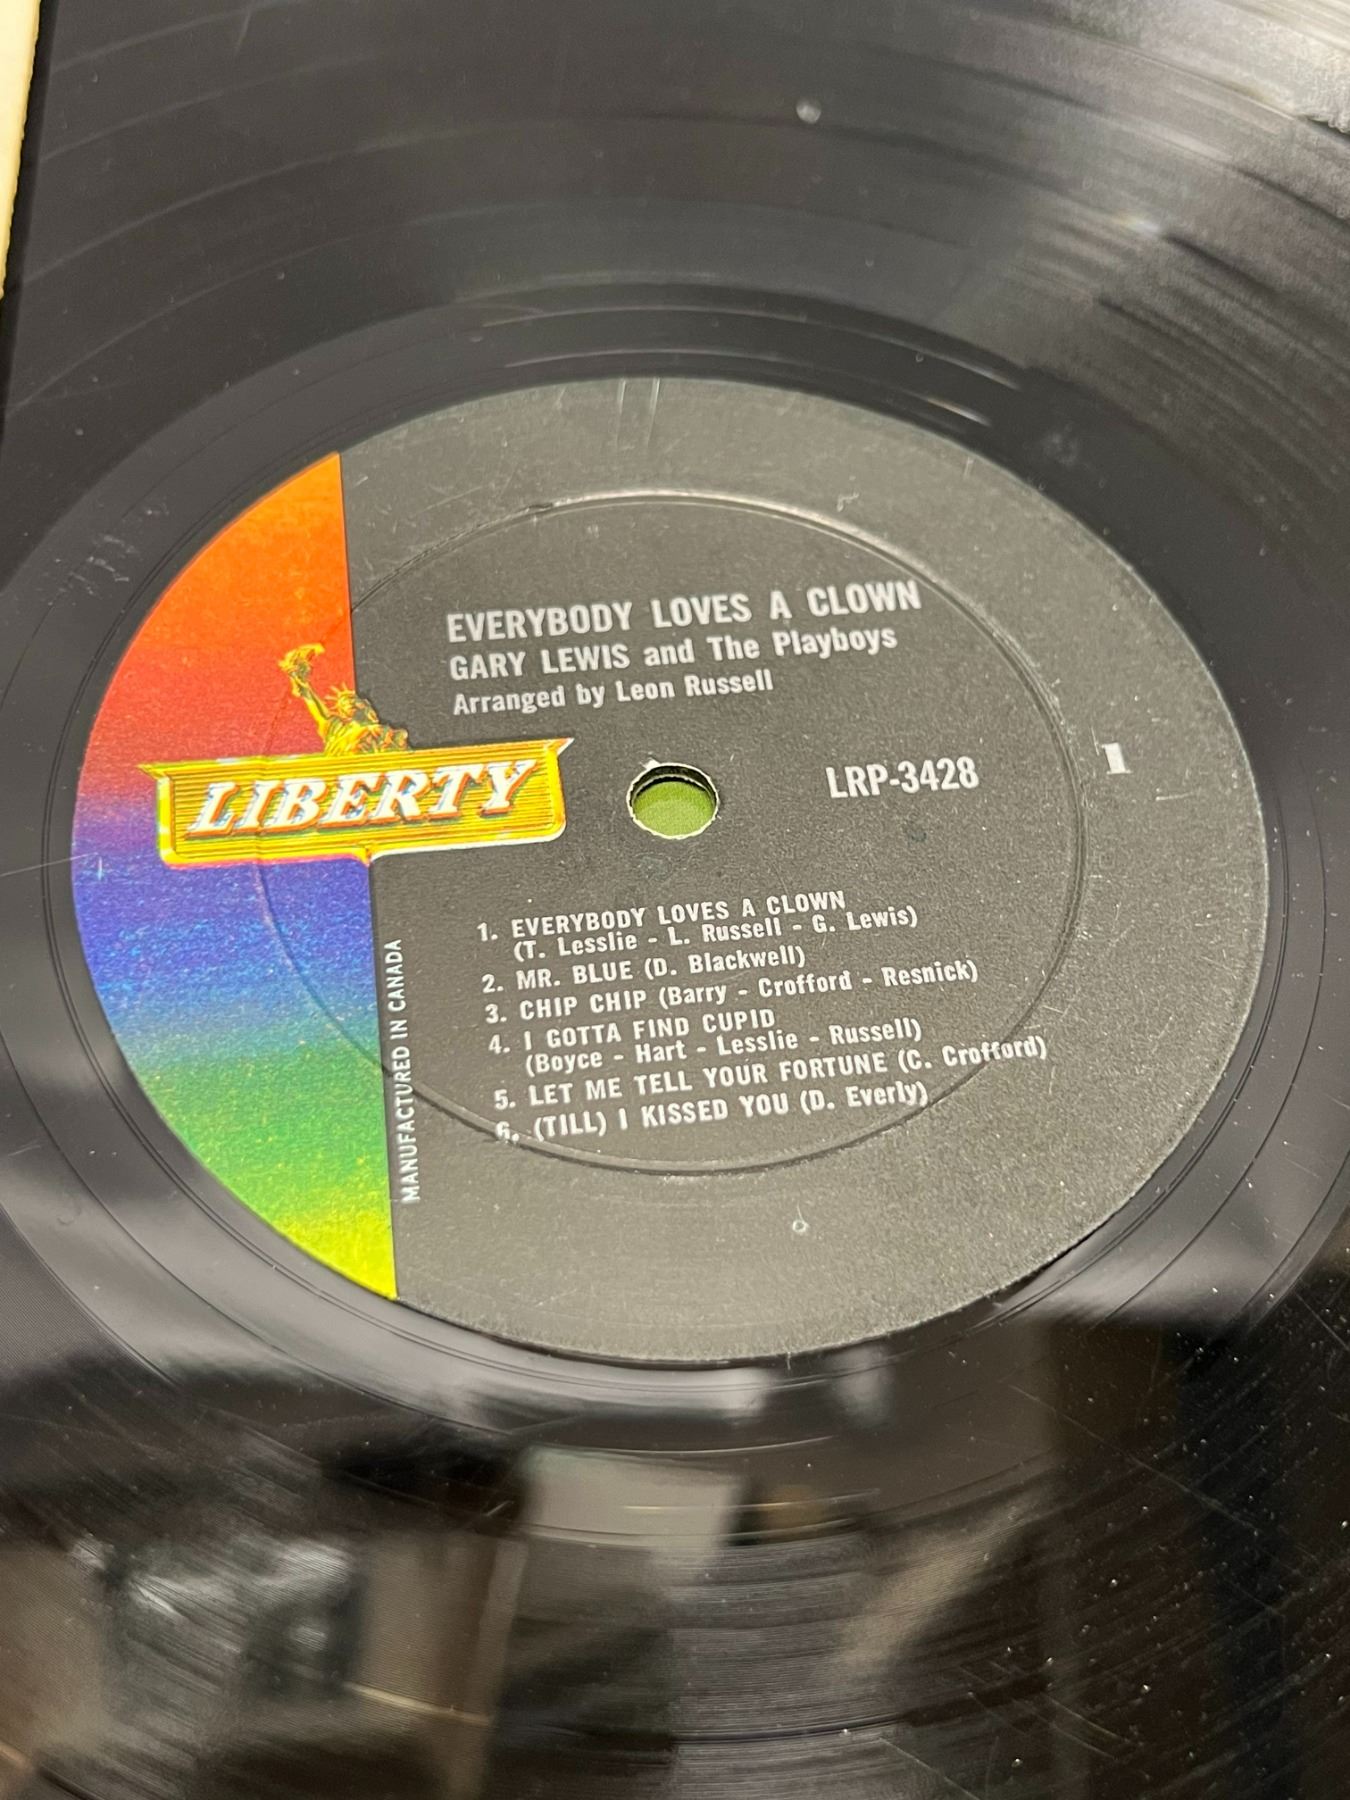 EVERYBODY LOVES A CLOWN
GARY LEWIS and The Playboys
Arranged by Leon Russell
LIBERTY
LRP-3428
1
1. EVERYBODY LOVES A CLOWN
(T. Lesslie - L. Russell - G. Lewis)
2. MR. BLUE (D. Blackwell)
3. CHIP CHIP (Barry - Crofford - Resnick)
4. I GOTTA FIND CUPID
(Boyce - Hart - Lesslie - Russell)
5. LET ME TELL YOUR FORTUNE (C. Crofford)
6. (TILL) I KISSED YOU (D. Everly)
MANUFACTURED IN CANADA